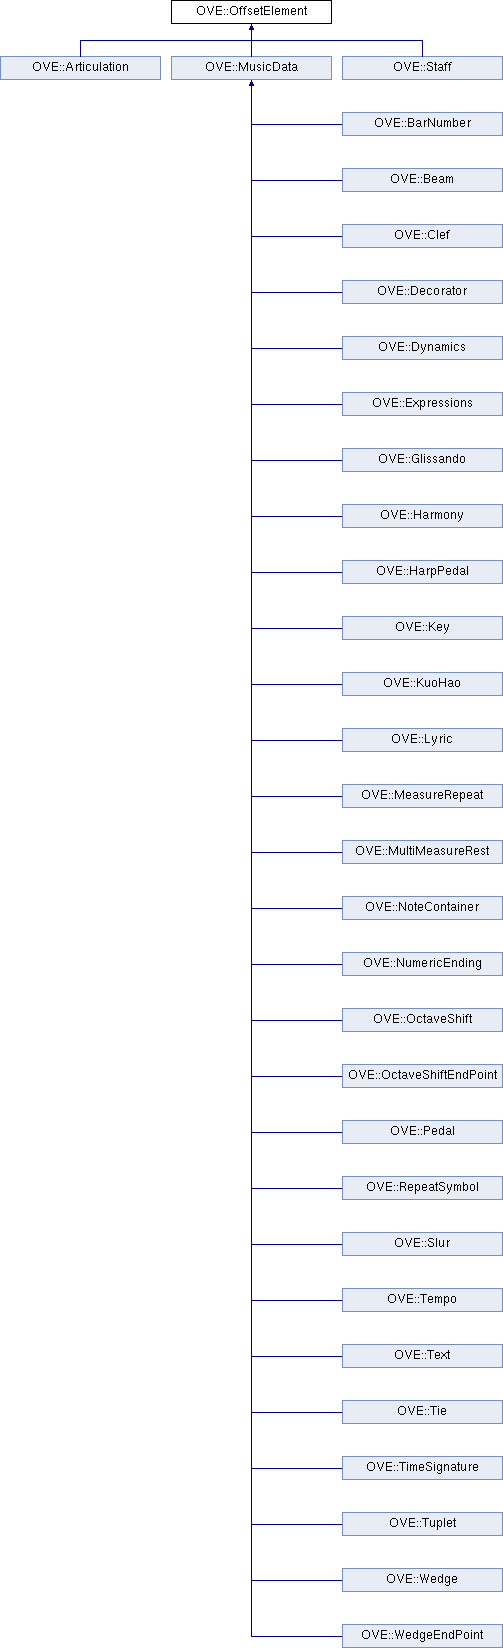 OVE::OffsetElement
OVE::Articulation
OVE::MusicData
OVE::Staff
OVE::BarNumber
OVE::Beam
OVE::Clef
OVE::Decorator
OVE::Dynamics
OVE::Expressions
OVE::Glissando
OVE::Harmony
OVE::HarpPedal
OVE::Key
OVE::KuoHao
OVE::Lyric
OVE::MeasureRepeat
OVE::MultiMeasureRest
OVE::NoteContainer
OVE::NumericEnding
OVE::OctaveShift
OVE::OctaveShiftEndPoint
OVE::Pedal
OVE::RepeatSymbol
OVE::Slur
OVE::Tempo
OVE::Text
OVE::Tie
OVE::TimeSignature
OVE::Tuplet
OVE::Wedge
OVE::WedgeEndPoint